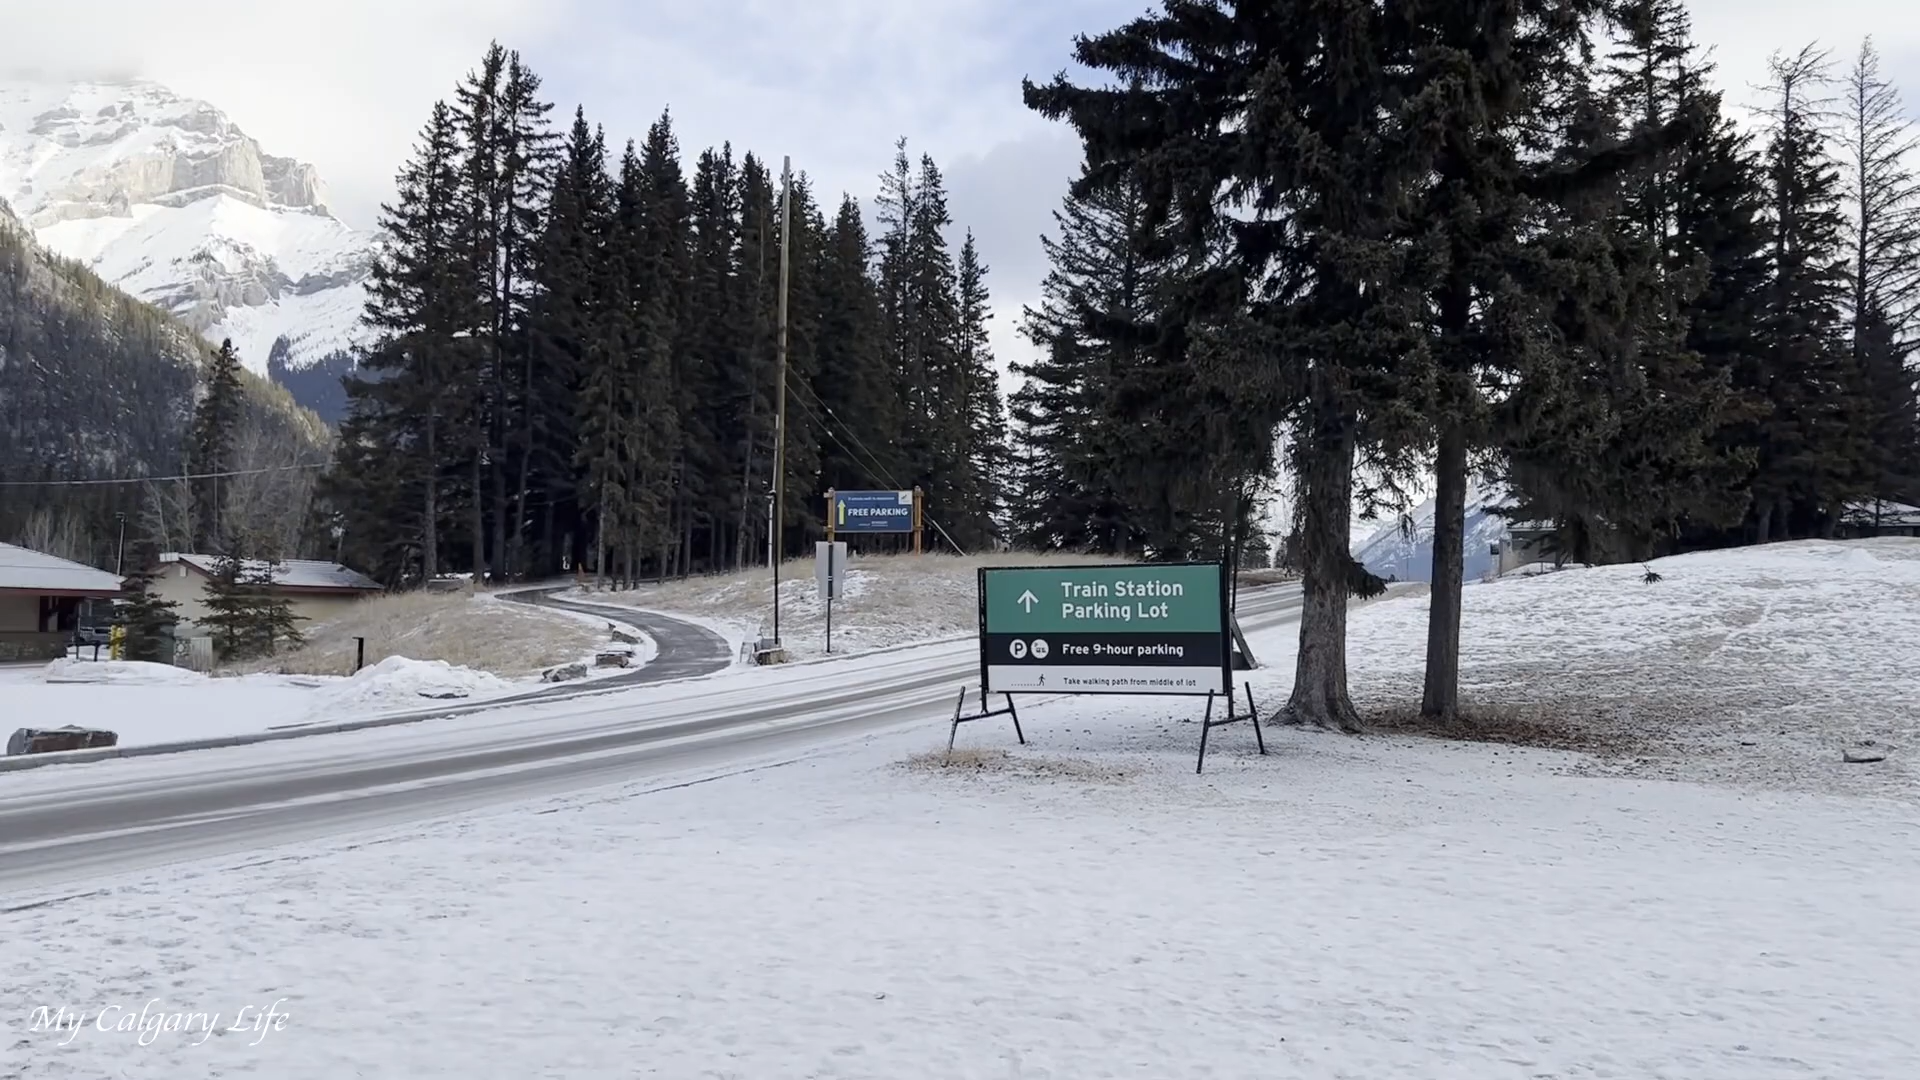 FREE PARKING
Train Station
Parking Lot
P
Free 9-hour parking
Take walking path from middle of lot
My Calgary Life